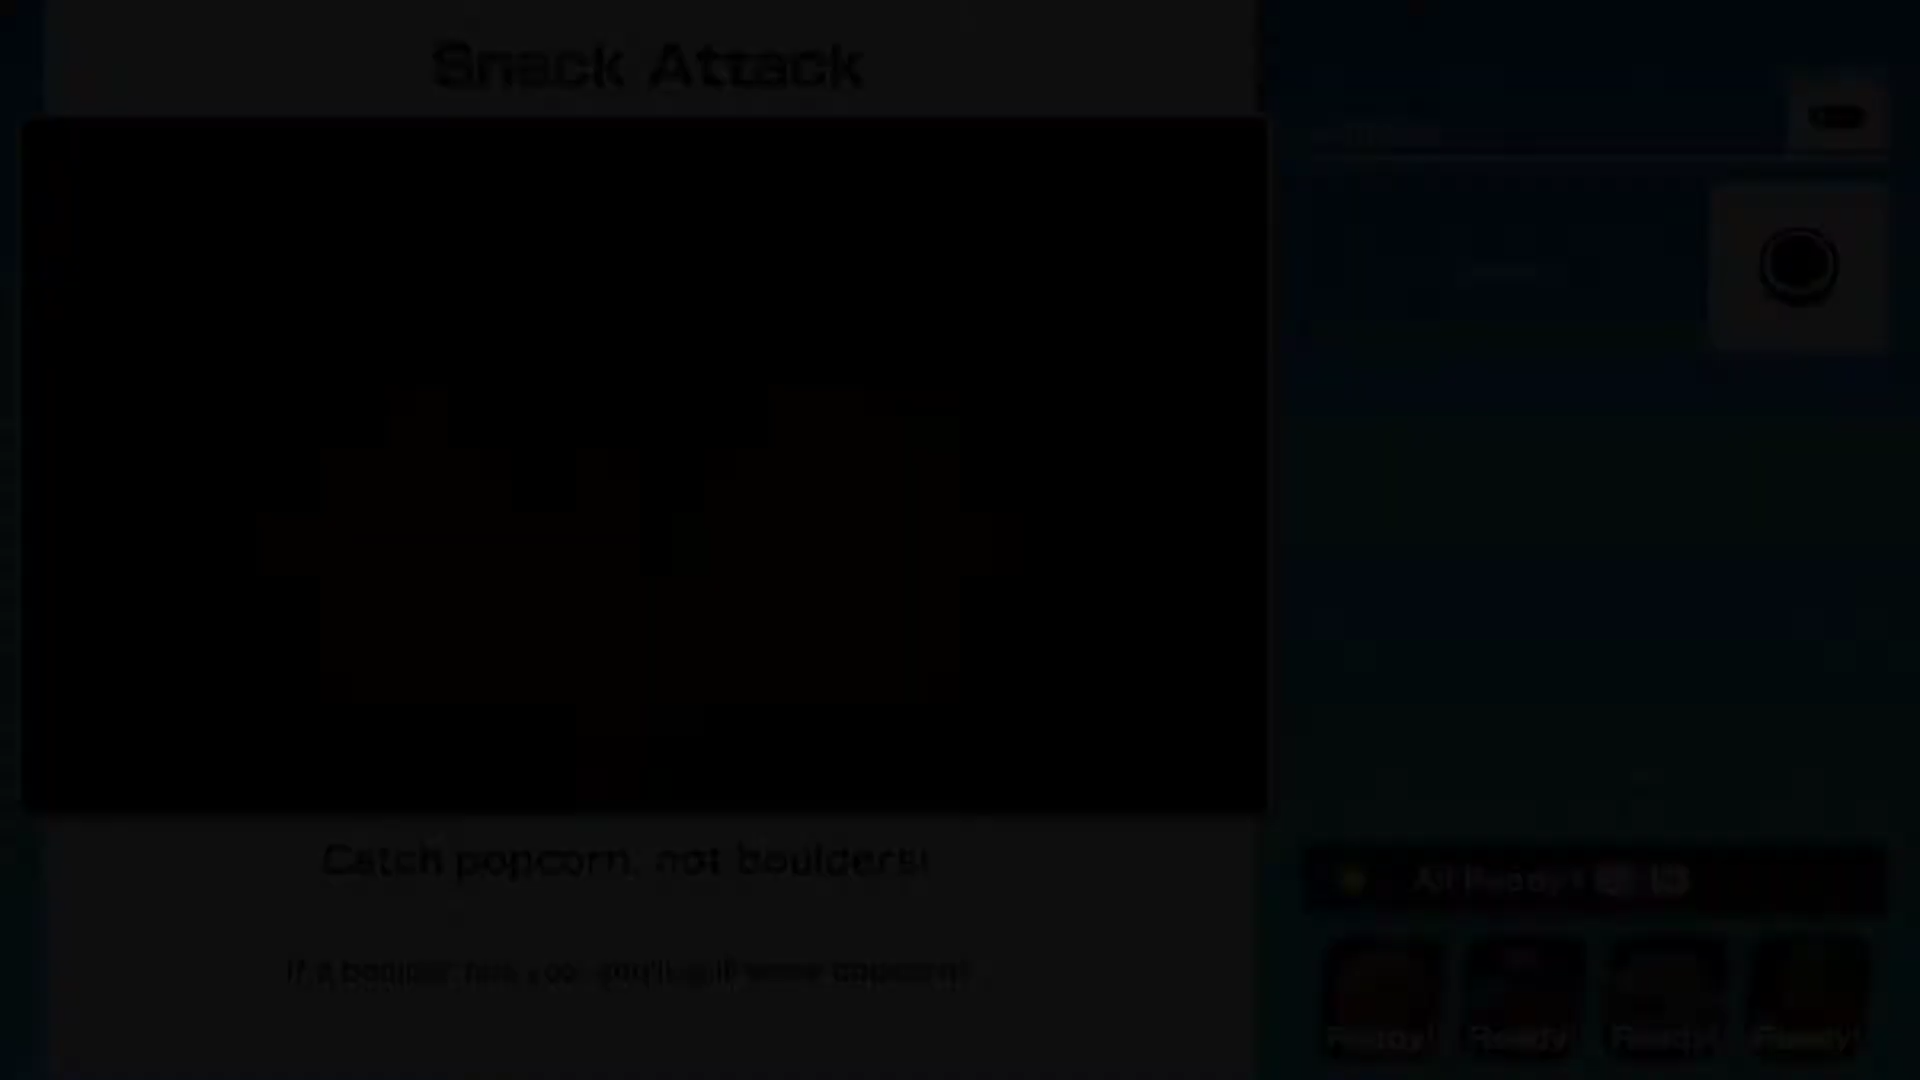 Snack Attack
Catch popcorn, not boulders!
If a boulder hits you, you'll spill some popcorn!
All Ready!
Ready! Ready! Ready! Ready!